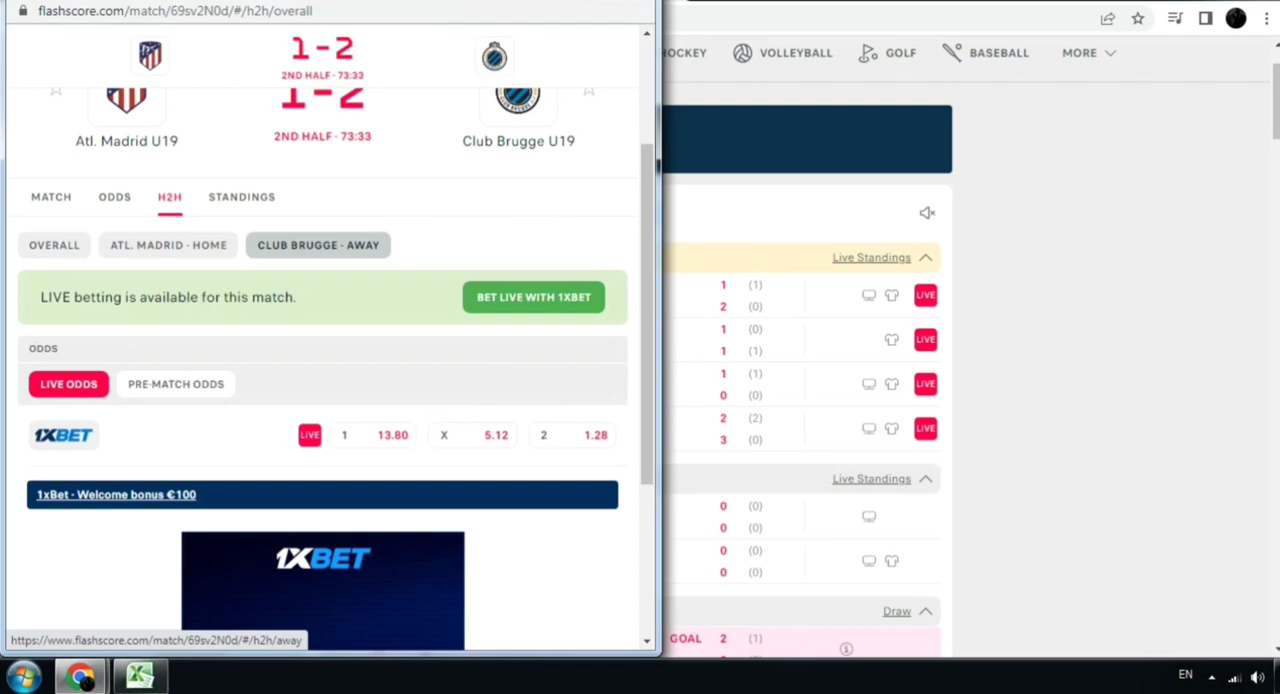 flashscore.com/match/69sv2N0d/#/h2h/overall
1-2
2ND HALF - 73:33
1-2
2ND HALF - 73:33
Atl. Madrid U19
Club Brugge U19
MATCH ODDS H2H STANDINGS
OVERALL ATL. MADRID - HOME CLUB BRUGGE - AWAY
LIVE betting is available for this match. BET LIVE WITH 1XBET
ODDS
LIVE ODDS PRE-MATCH ODDS
1XBET LIVE 1 13.80 X 5.12 2 1.28
1xBet - Welcome bonus €100
1XBET
https://www.flashscore.com/match/69sv2N0d/#/h2h/away
HOCKEY VOLLEYBALL GOLF BASEBALL MORE
Live Standings
1 (1)
LIVE
2 (0)
1 (0)
LIVE
1 (1)
1 (1)
LIVE
0 (0)
2 (2)
LIVE
3 (0)
Live Standings
0 (0)
0 (0)
0 (0)
0 (0)
Draw
GOAL 2 (1)
EN